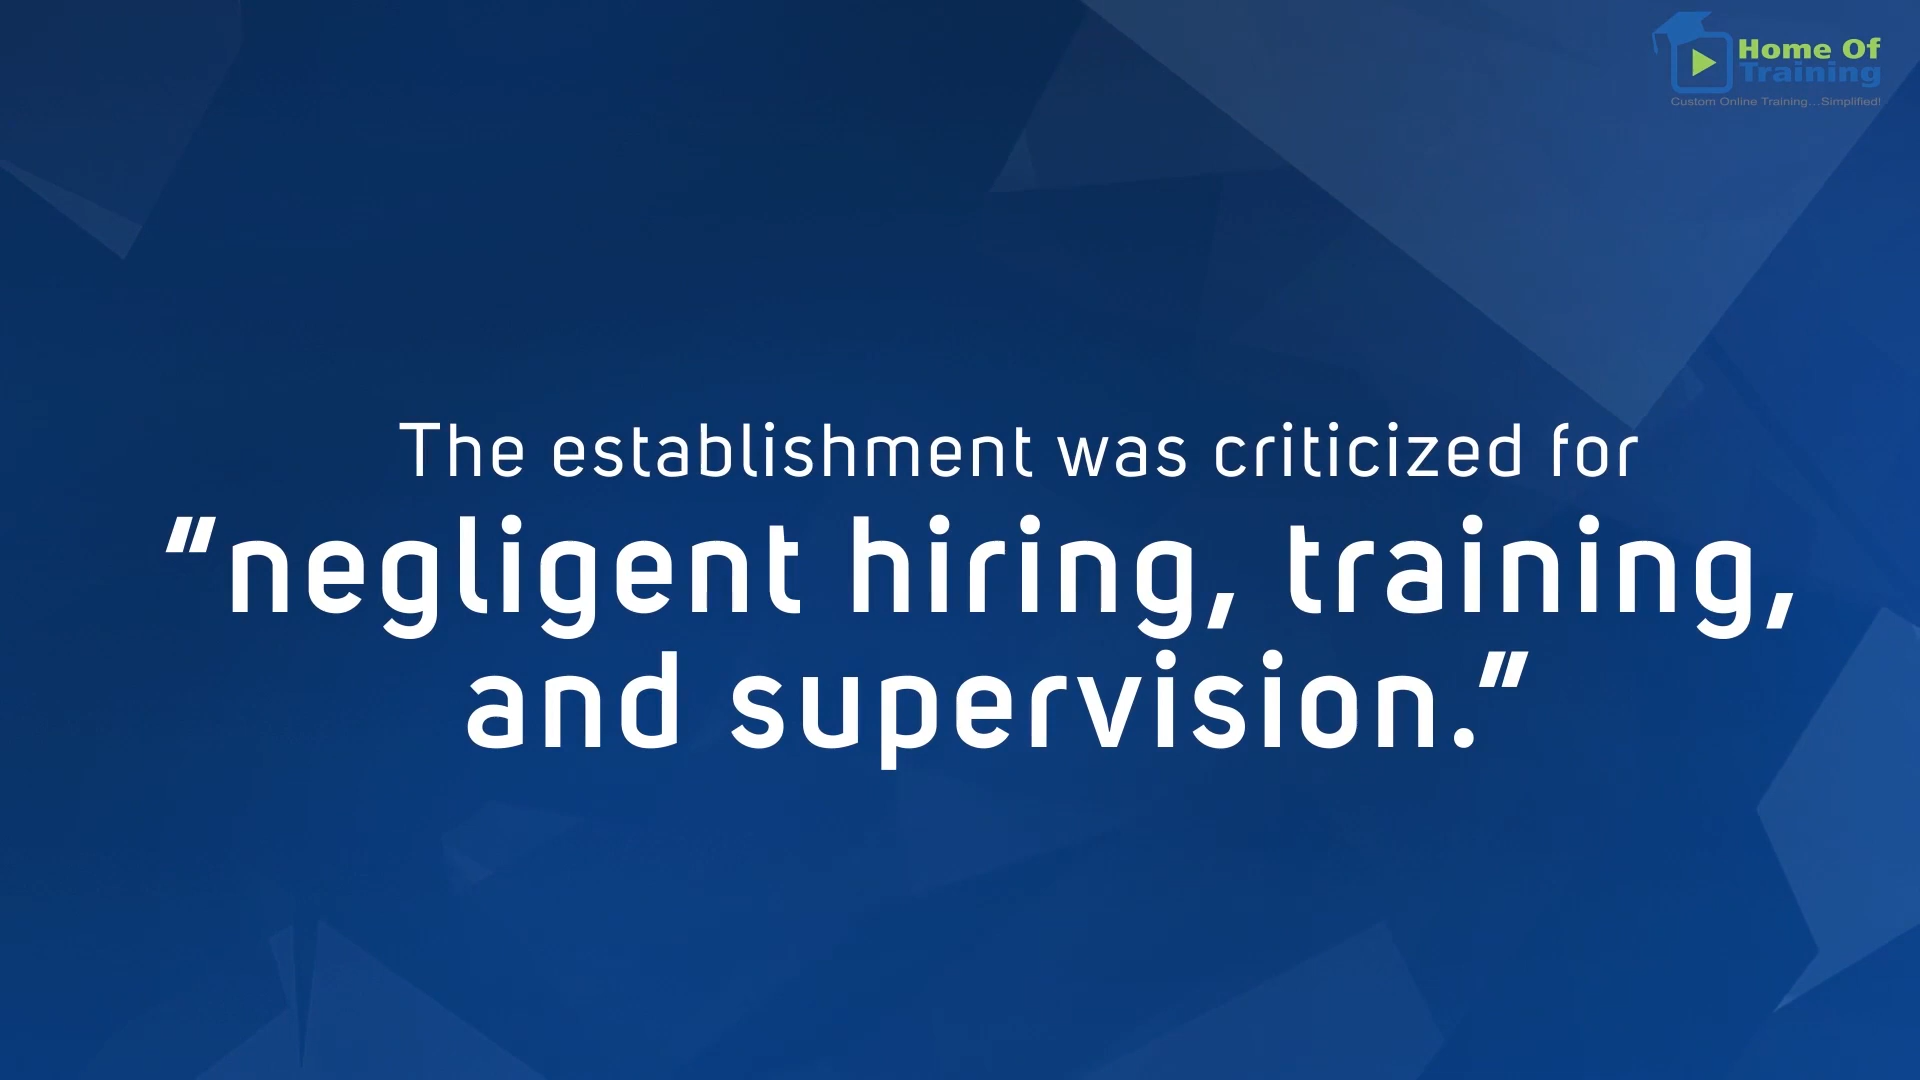 Home Of
Training
Custom Online Training...Simplified!
The establishment was criticized for
“negligent hiring, training,
and supervision.”